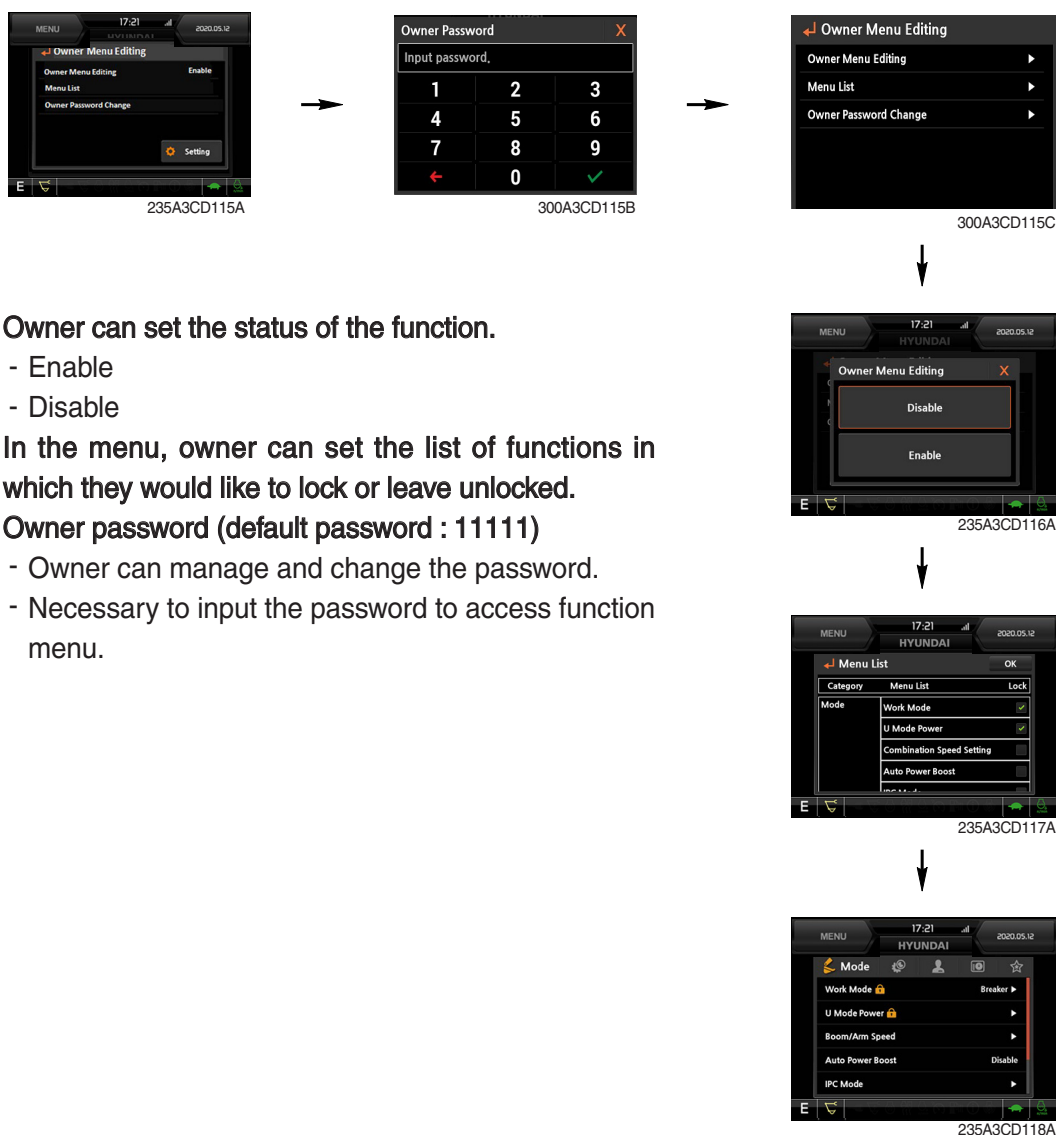 MENU 17:21 2020.05.12
HYUNDAI
Owner Menu Editing
Owner Menu Editing Enable
Menu List
Owner Password Change
Setting
E
235A3CD115A
Owner Password X
Input password.
1 2 3
4 5 6
7 8 9
0
300A3CD115B
Owner Menu Editing
Owner Menu Editing
Menu List
Owner Password Change
300A3CD115C
Owner can set the status of the function.
- Enable
- Disable
In the menu, owner can set the list of functions in
which they would like to lock or leave unlocked.
Owner password (default password : 11111)
- Owner can manage and change the password.
- Necessary to input the password to access function
menu.
MENU 17:21 2020.05.12
HYUNDAI
Owner Menu Editing X
Disable
Enable
E
235A3CD116A
MENU 17:21 2020.05.12
HYUNDAI
Menu List OK
Category Menu List Lock
Mode Work Mode
U Mode Power
Combination Speed Setting
Auto Power Boost
IPC Mode
E
235A3CD117A
MENU 17:21 2020.05.12
HYUNDAI
Mode
Work Mode Breaker
U Mode Power
Boom/Arm Speed
Auto Power Boost Disable
IPC Mode
E
235A3CD118A